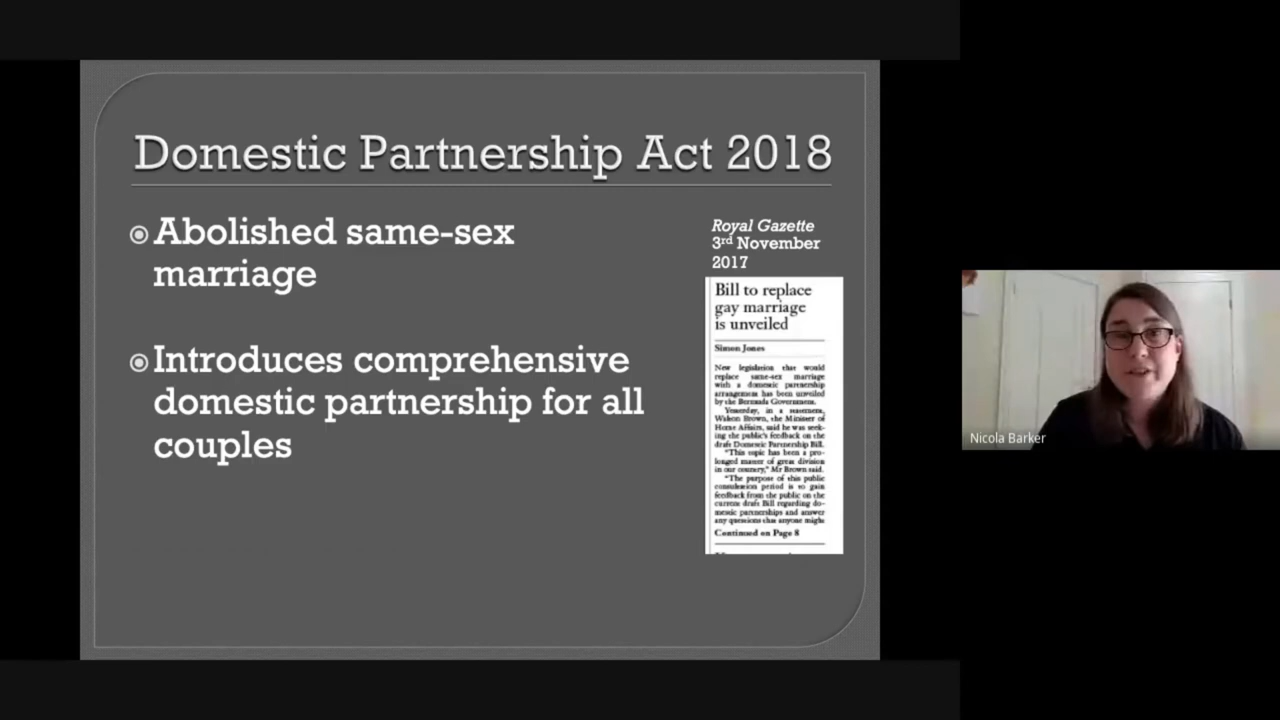 Domestic Partnership Act 2018
Abolished same-sex
marriage
Introduces comprehensive
domestic partnership for all
couples
Royal Gazette
3rd November
2017
Bill to replace
gay marriage
is unveiled
Simon Jones
New legislation that would
replace same-sex marriage
with a domestic partnership
arrangement has been unveiled
by the Bermuda Government.
Yesterday, in a statement,
Walton Brown, the Minister of
Home Affairs, said he was seek-
ing the public's feedback on the
draft Domestic Partnership Bill.
"This topic has been a pro-
longed matter of great division
in our country," Mr Brown said.
"The purpose of this public
consultation period is to gain
feedback from the public on the
current draft Bill regarding do-
mestic partnerships and answer
any questions that anyone might
Continued on Page 8
Nicola Barker